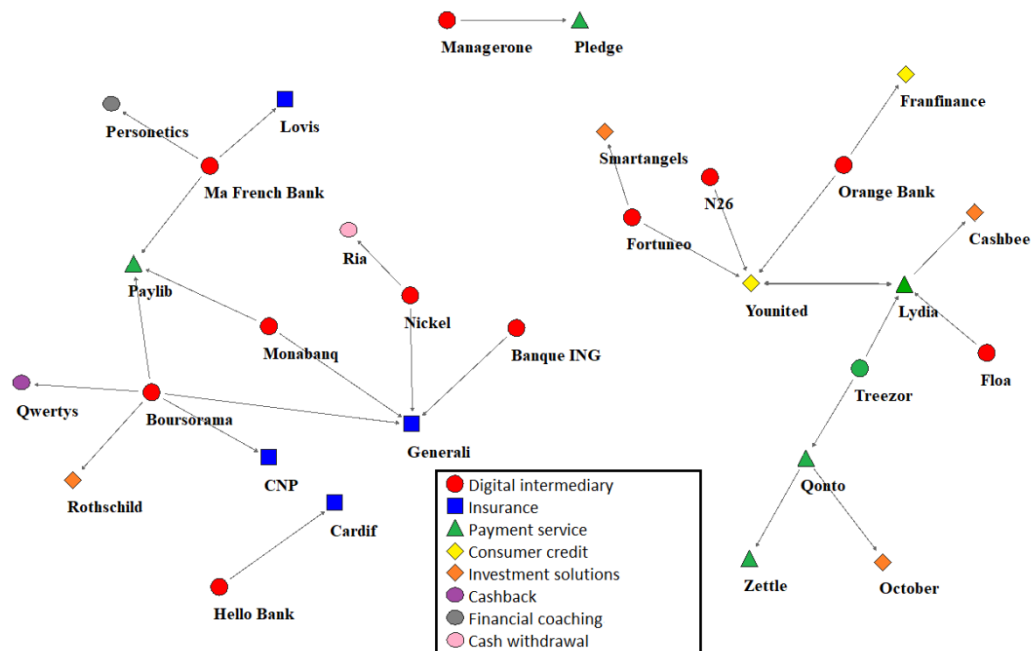 Managerone
Pledge
Personetics
Lovis
Franfinance
Smartangels
Ma French Bank
N26
Orange Bank
Fortuneo
Cashbee
Ria
Paylib
Younited
Lydia
Nickel
Monabanq
Banque ING
Floa
Treezor
Qwertys
Boursorama
Generali
CNP
Qonto
Rothschild
Cardif
Zettle
October
Hello Bank
Digital intermediary
Insurance
Payment service
Consumer credit
Investment solutions
Cashback
Financial coaching
Cash withdrawal